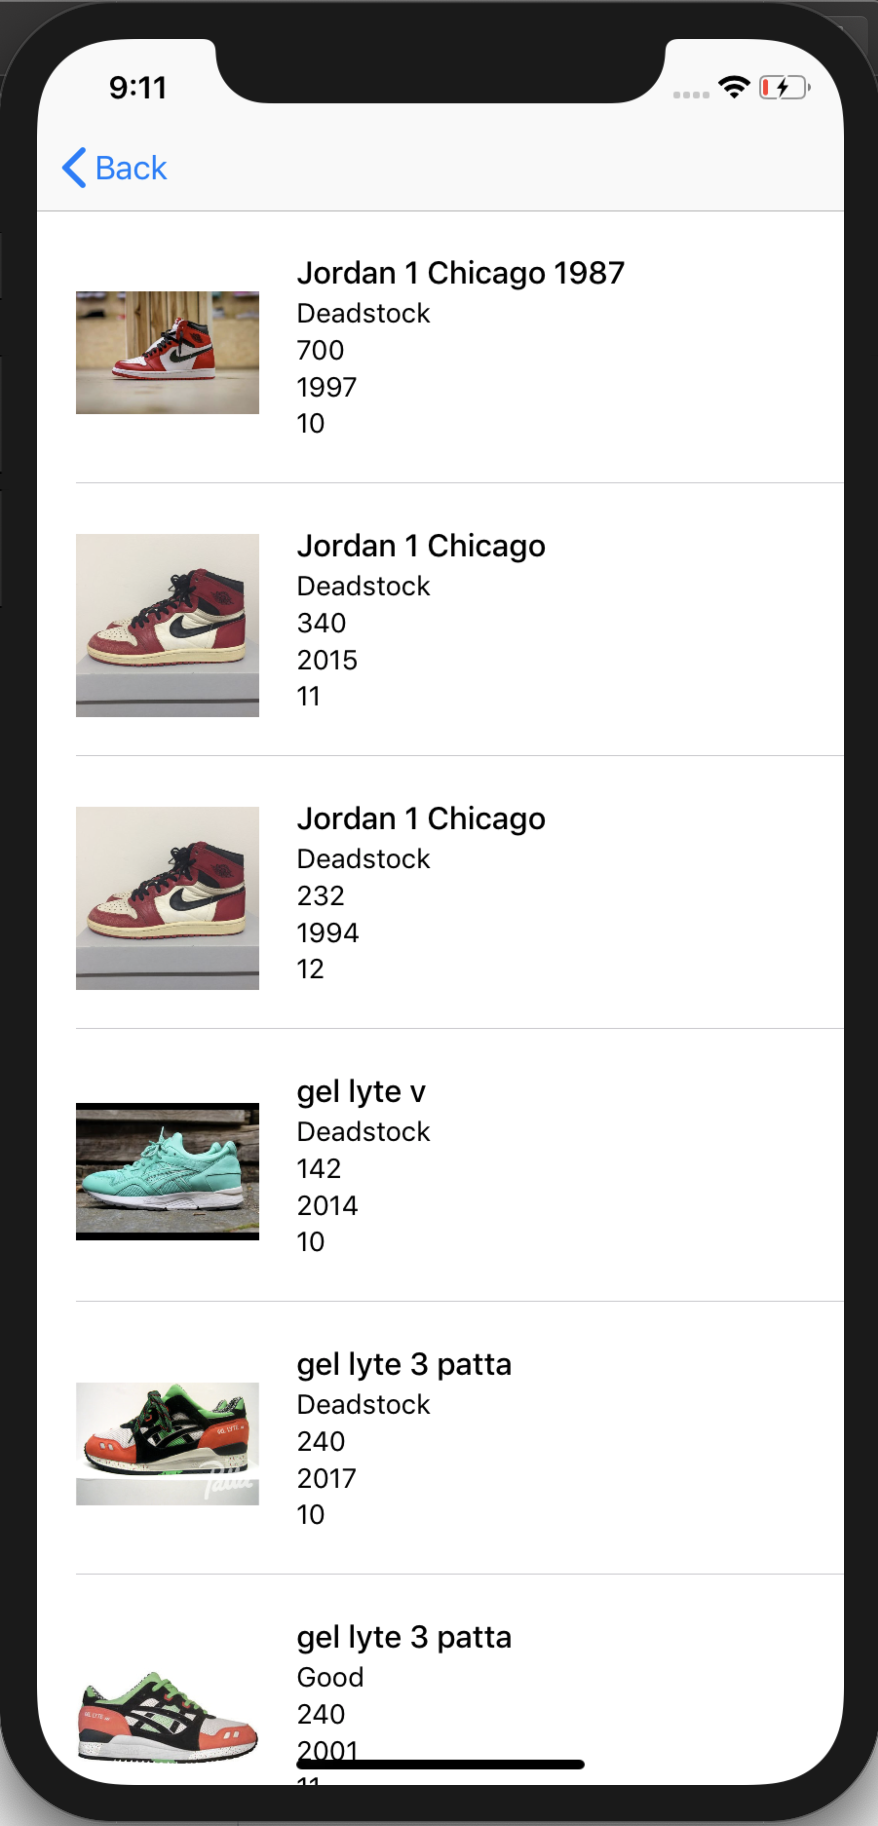 9:11
Back
Jordan 1 Chicago 1987
Deadstock
700
1997
10
Jordan 1 Chicago
Deadstock
340
2015
11
Jordan 1 Chicago
Deadstock
232
1994
12
gel lyte v
Deadstock
142
2014
10
gel lyte 3 patta
Deadstock
240
2017
10
Patta
gel lyte 3 patta
Good
240
2001
11